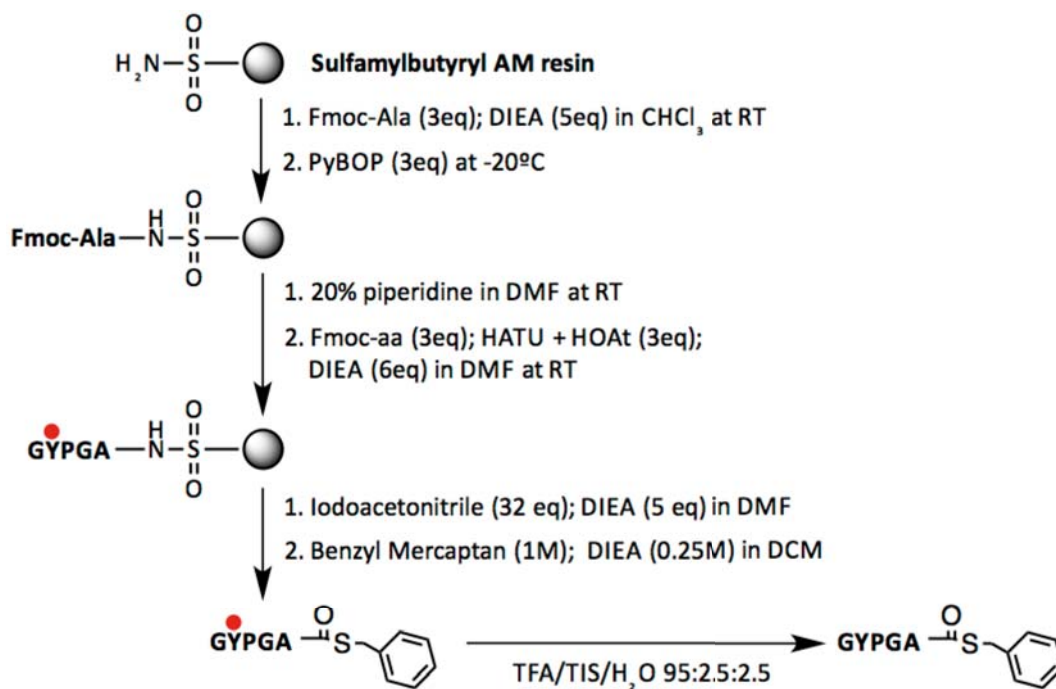 O
H₂N—S— Sulfamylbutyryl AM resin
O
1. Fmoc-Ala (3eq); DIEA (5eq) in CHCl₃ at RT
2. PyBOP (3eq) at -20ºC
O
Fmoc-Ala—N—S—
H
O
1. 20% piperidine in DMF at RT
2. Fmoc-aa (3eq); HATU + HOAt (3eq);
DIEA (6eq) in DMF at RT
O
GYPGA—N—S—
H
O
1. Iodoacetonitrile (32 eq); DIEA (5 eq) in DMF
2. Benzyl Mercaptan (1M); DIEA (0.25M) in DCM
O
GYPGA S
TFA/TIS/H₂O 95:2.5:2.5
O
GYPGA S